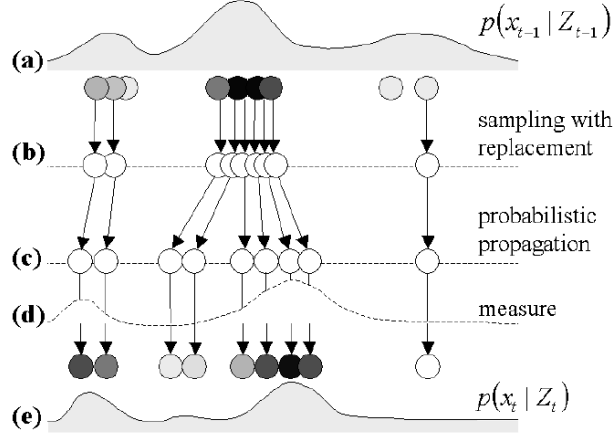 p(x_{t-1} | Z_{t-1})
(a)
sampling with
(b) replacement
probabilistic
propagation
(c)
(d) measure
p(x_t | Z_t)
(e)